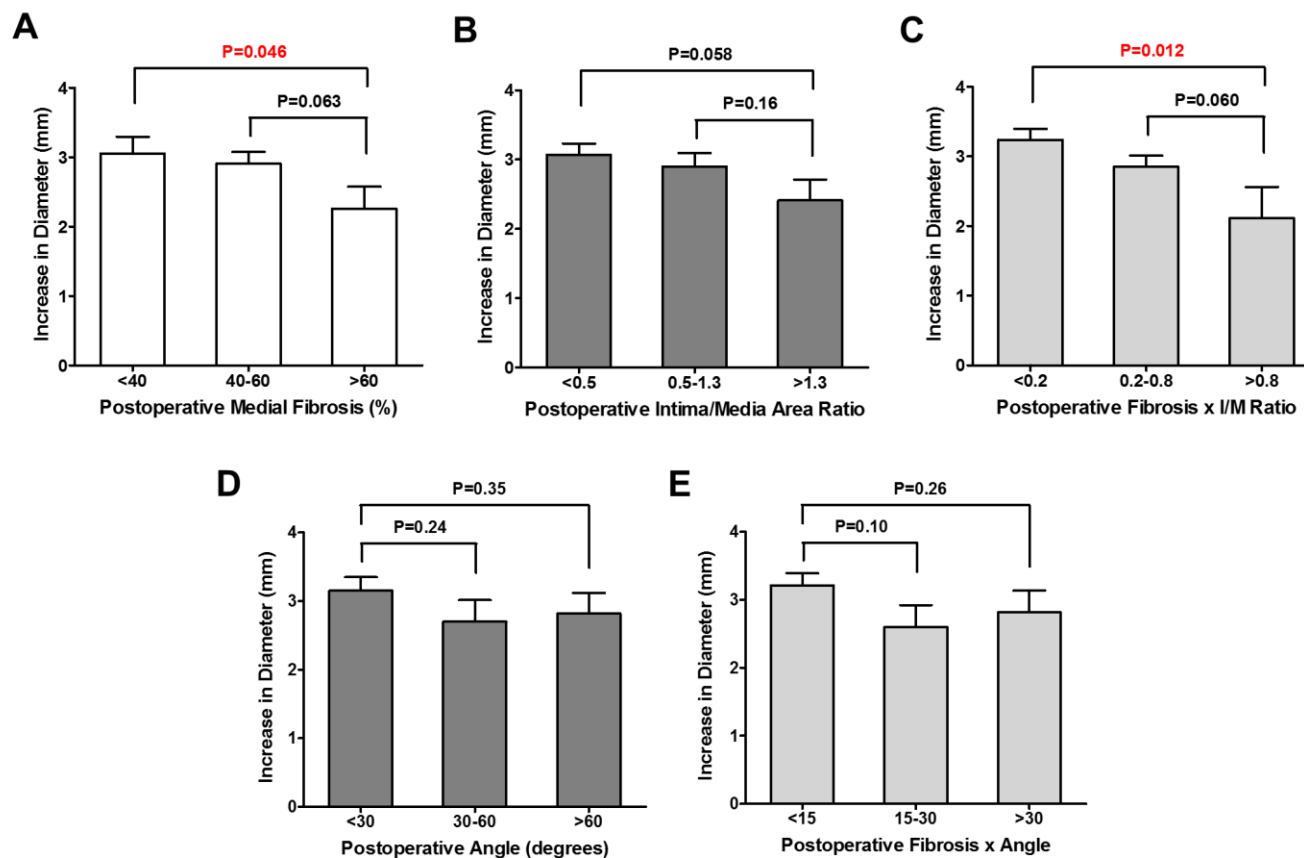 A
P=0.046
P=0.063
Increase in Diameter (mm)
4
3
2
1
0
<40 40-60 >60
Postoperative Medial Fibrosis (%)
B
P=0.058
P=0.16
Increase in Diameter (mm)
4
3
2
1
0
<0.5 0.5-1.3 >1.3
Postoperative Intima/Media Area Ratio
C
P=0.012
P=0.060
Increase in Diameter (mm)
4
3
2
1
0
<0.2 0.2-0.8 >0.8
Postoperative Fibrosis x I/M Ratio
D
P=0.35
P=0.24
Increase in Diameter (mm)
4
3
2
1
0
<30 30-60 >60
Postoperative Angle (degrees)
E
P=0.26
P=0.10
Increase in Diameter (mm)
4
3
2
1
0
<15 15-30 >30
Postoperative Fibrosis x Angle